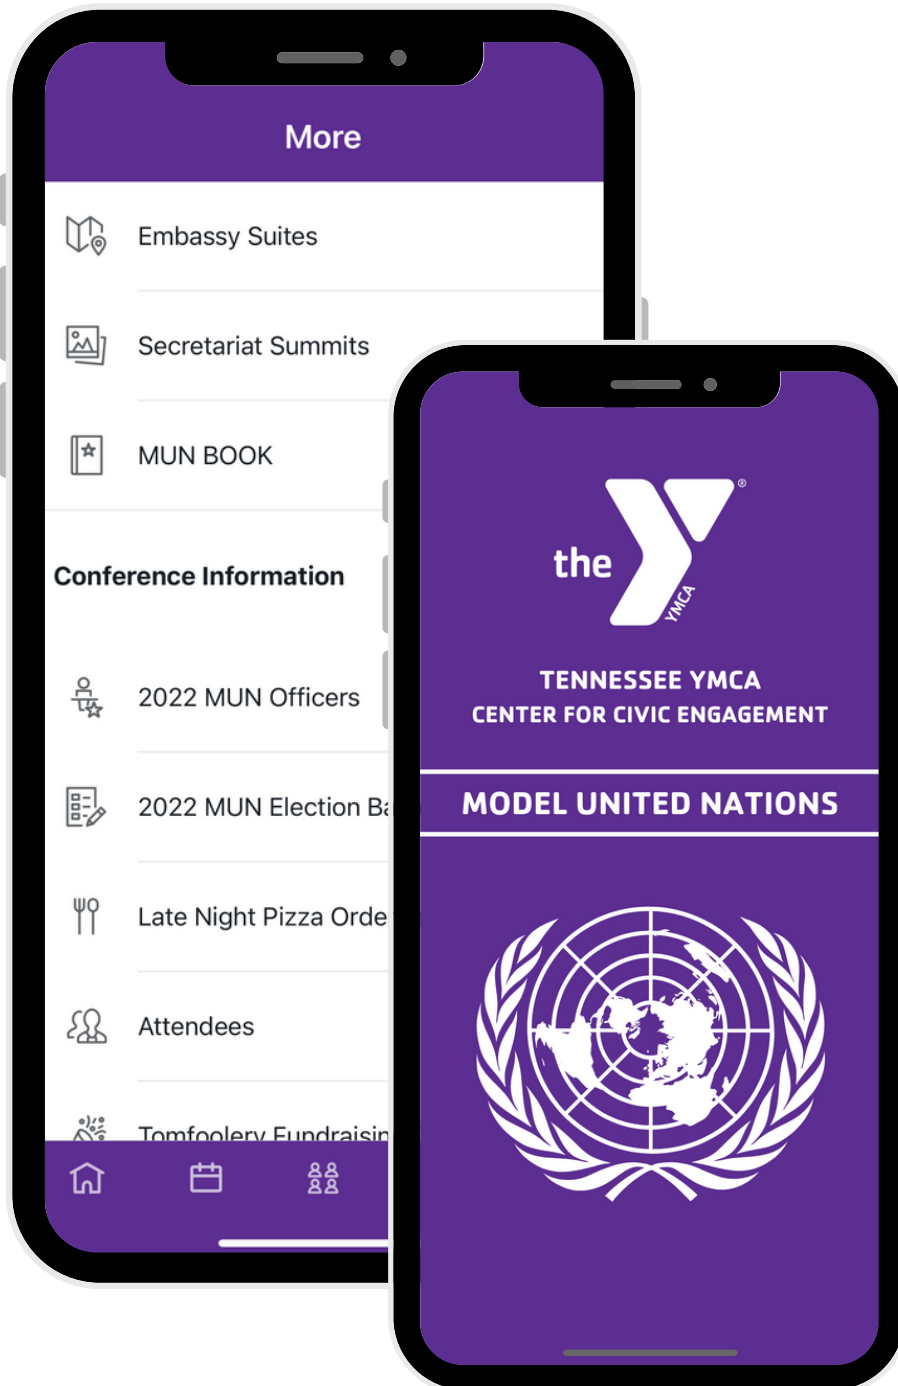 More
Embassy Suites
Secretariat Summits
MUN BOOK
Conference Information
2022 MUN Officers
2022 MUN Election
Late Night Pizza
Attendees
Tomfoolery
the
YMCA
®
TENNESSEE YMCA
CENTER FOR CIVIC ENGAGEMENT
MODEL UNITED NATIONS